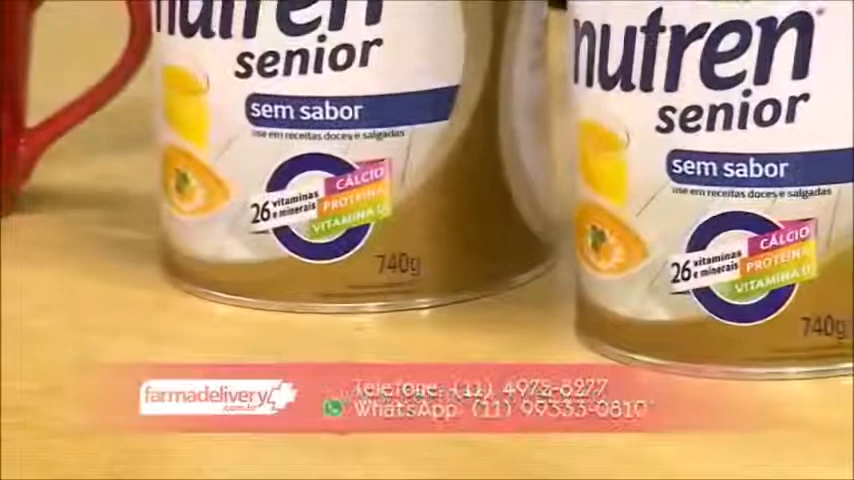 nutren
senior
sem sabor
use em receitas doces e salgadas
26 vitaminas
e minerais
CÁLCIO
PROTEÍNA
VITAMINA D
740g
nutren
senior
sem sabor
use em receitas doces e salgadas
26 vitaminas
e minerais
CÁLCIO
PROTEÍNA
VITAMINA D
740g
farmadelivery
.com.br
Telefone: (11)
WhatsApp: (11) 99333-0810